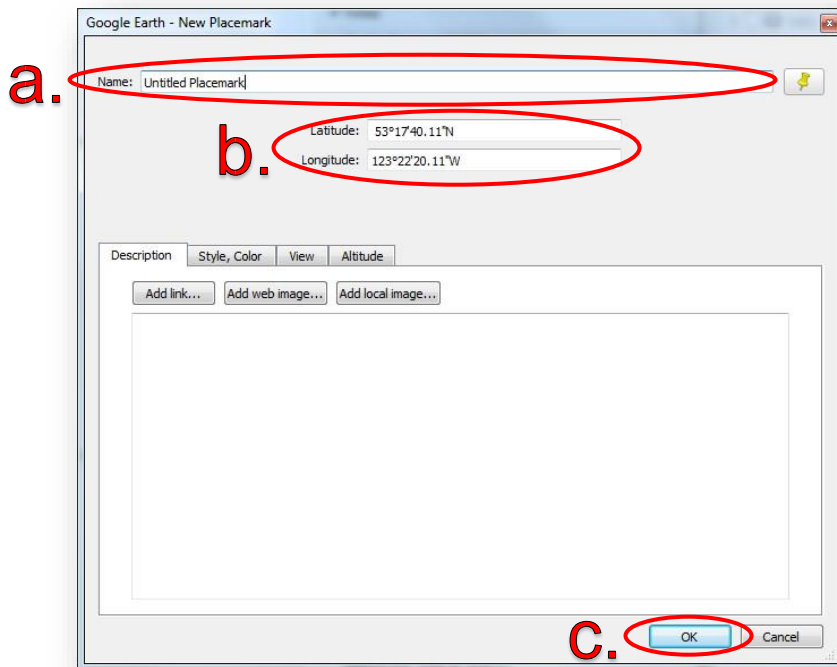 Google Earth - New Placemark
a.
Name: Untitled Placemark
b.
Latitude: 53°17'40.11"N
Longitude: 123°22'20.11"W
Description Style, Color View Altitude
Add link... Add web image... Add local image...
c.
OK Cancel